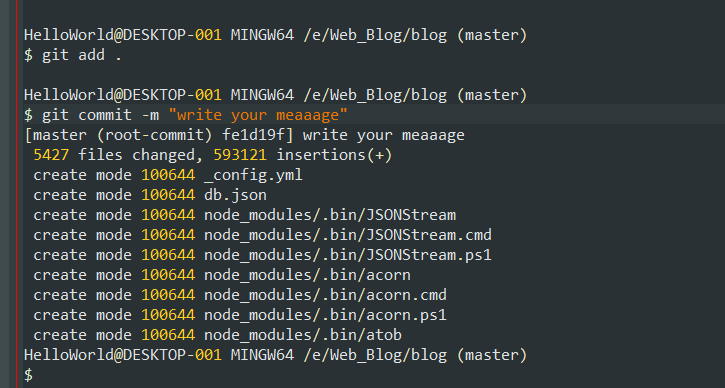 HelloWorld@DESKTOP-001 MINGW64 /e/Web_Blog/blog (master)
$ git add .
HelloWorld@DESKTOP-001 MINGW64 /e/Web_Blog/blog (master)
$ git commit -m "write your meaaage"
[master (root-commit) fe1d19f] write your meaaage
5427 files changed, 593121 insertions(+)
create mode 100644 _config.yml
create mode 100644 db.json
create mode 100644 node_modules/.bin/JSONStream
create mode 100644 node_modules/.bin/JSONStream.cmd
create mode 100644 node_modules/.bin/JSONStream.ps1
create mode 100644 node_modules/.bin/acorn
create mode 100644 node_modules/.bin/acorn.cmd
create mode 100644 node_modules/.bin/acorn.ps1
create mode 100644 node_modules/.bin/atob
HelloWorld@DESKTOP-001 MINGW64 /e/Web_Blog/blog (master)
$